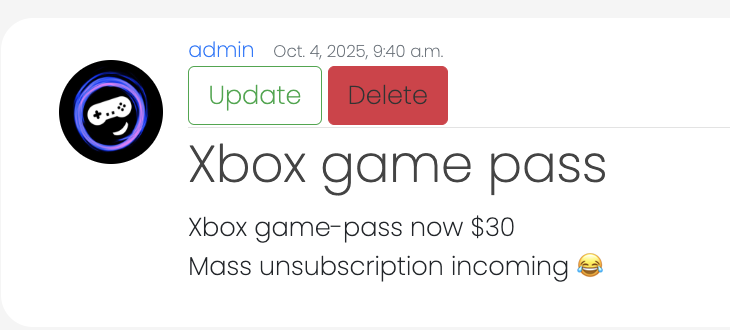 admin Oct. 4, 2025, 9:40 a.m.
Update Delete
Xbox game pass
Xbox game-pass now $30
Mass unsubscription incoming 😂